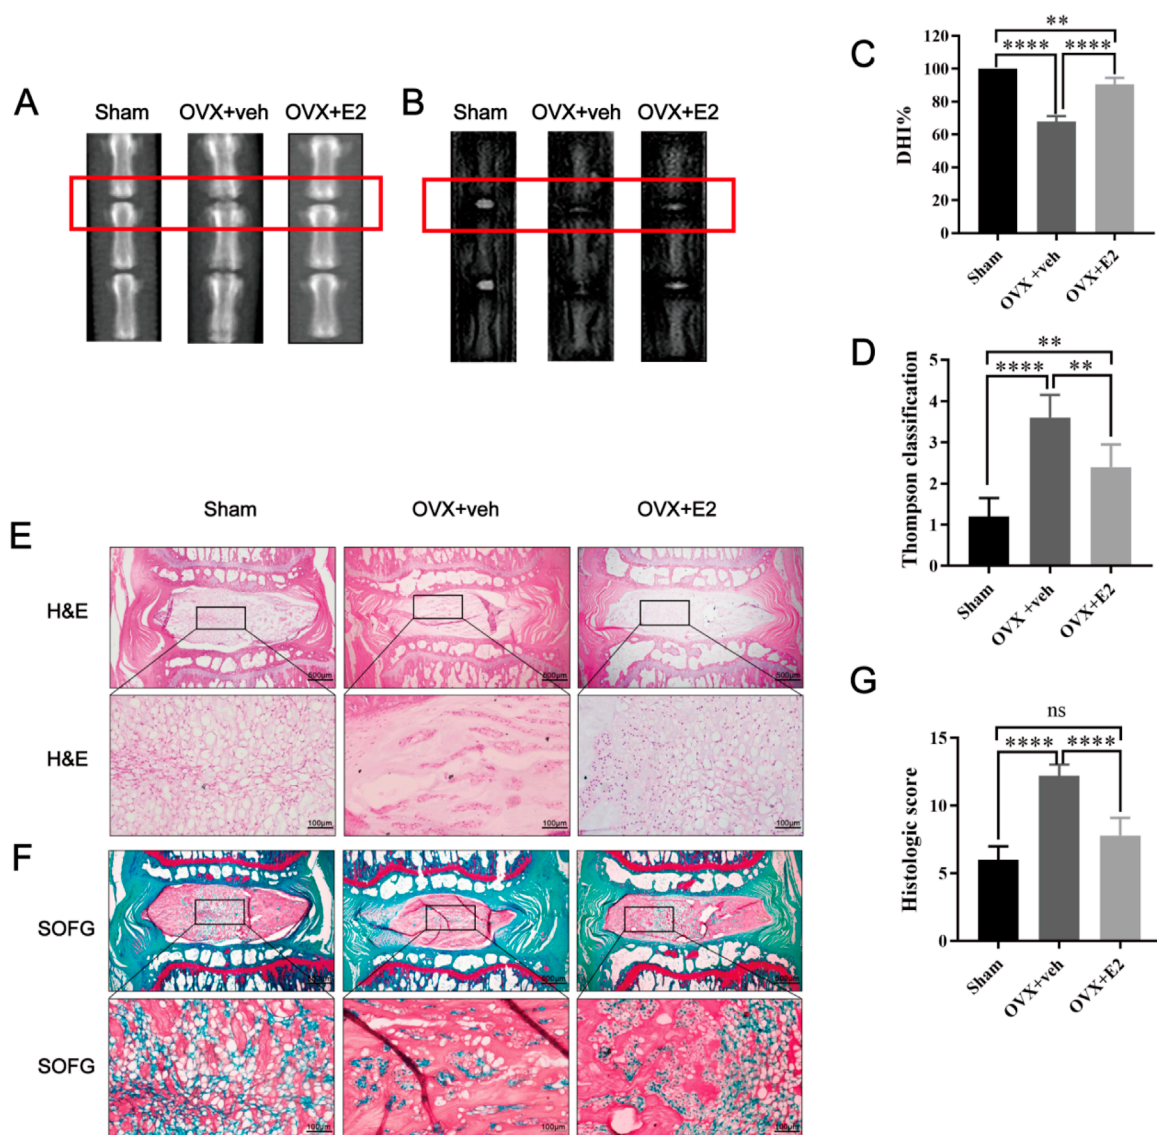 A
Sham OVX+veh OVX+E2
B
Sham OVX+veh OVX+E2
C
DHI%
120
100
80
60
40
20
0
**
**** ****
Sham
OVX+veh
OVX+E2
D
Thompson classification
5
4
3
2
1
0
**
**** **
Sham
OVX+veh
OVX+E2
Sham OVX+veh OVX+E2
E
H&E
500μm 500μm 500μm
H&E
100μm 100μm 100μm
F
SOFG
SOFG
100μm 100μm 100μm
G
Histologic score
15
10
5
0
ns
**** ****
Sham
OVX+veh
OVX+E2